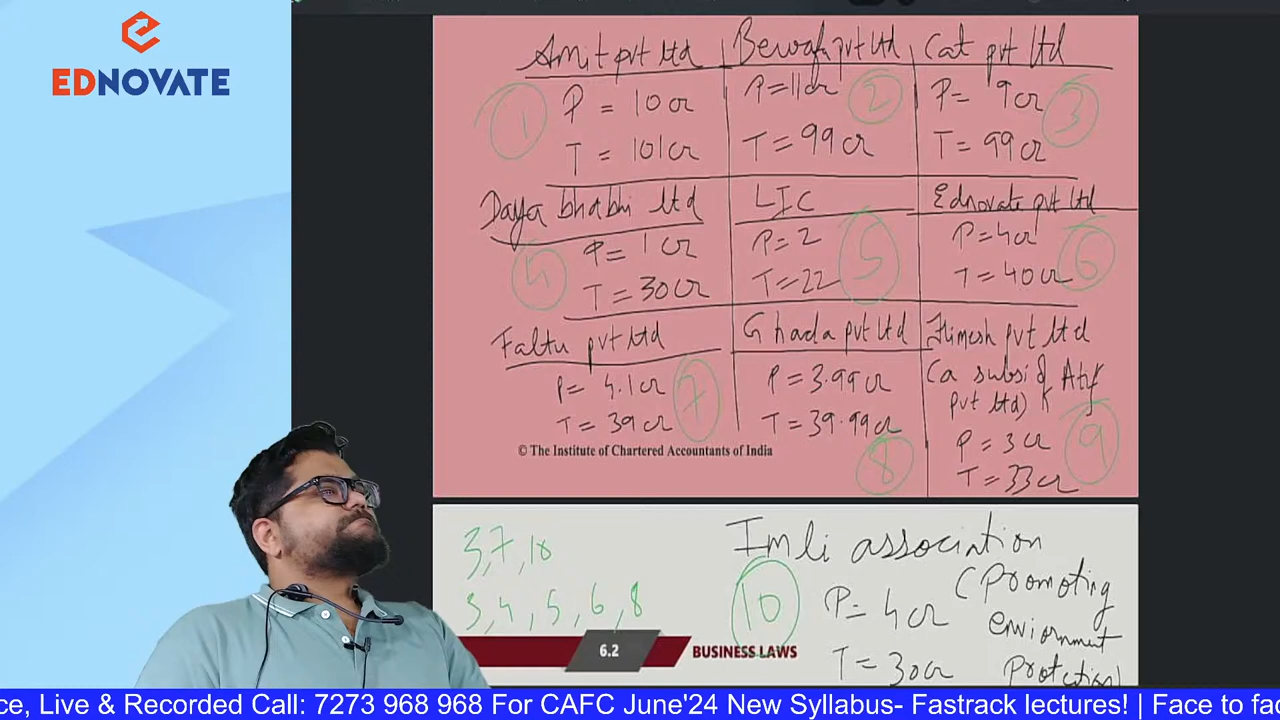 EDNOVATE
Amit pvt ltd
P = 10 cr
T = 101 cr
1
Bewafa pvt ltd
P = 11 cr
T = 99 cr
2
Cat pvt ltd
P = 9 cr
T = 99 cr
3
Daya bhabhi ltd
P = 1 cr
T = 30 cr
4
LIC
P = 2
T = 22
5
Ednovate pvt ltd
P = 4 cr
T = 40 cr
6
Faltu pvt ltd
P = 4.1 cr
T = 39 cr
7
Ghada pvt ltd
P = 3.99 cr
T = 39.99 cr
8
Himesh pvt ltd
(a subsi of Atif
pvt ltd)
P = 3 cr
T = 33 cr
9
© The Institute of Chartered Accountants of India
3,7,10
3,4,5,6,8
Imli association
10
P = 4 cr
T = 30 cr
(Promoting
enviornment
protection)
6.2
BUSINESS LAWS
ce, Live & Recorded Call: 7273 968 968 For CAFC June'24 New Syllabus- Fastrack lectures! | Face to fac